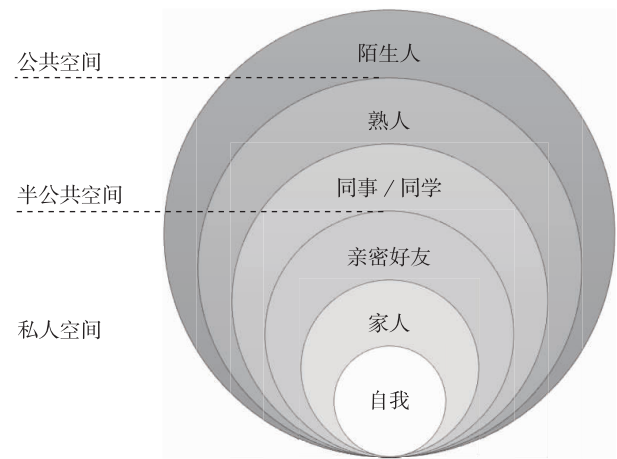 陌生人
公共空间
熟人
同事 / 同学
半公共空间
亲密好友
家人
私人空间
自我